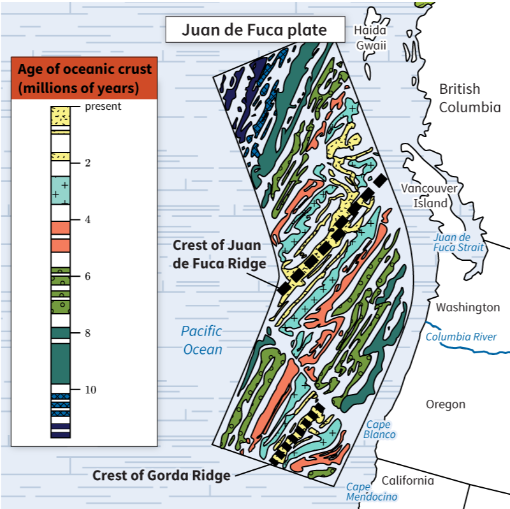 Juan de Fuca plate
Haida
Gwaii
Age of oceanic crust
(millions of years)
present
2
4
6
8
10
British
Columbia
Vancouver
Island
Juan de
Fuca Strait
Crest of Juan
de Fuca Ridge
Washington
Pacific
Ocean
Columbia River
Oregon
Cape
Blanco
Crest of Gorda Ridge
California
Cape
Mendocino